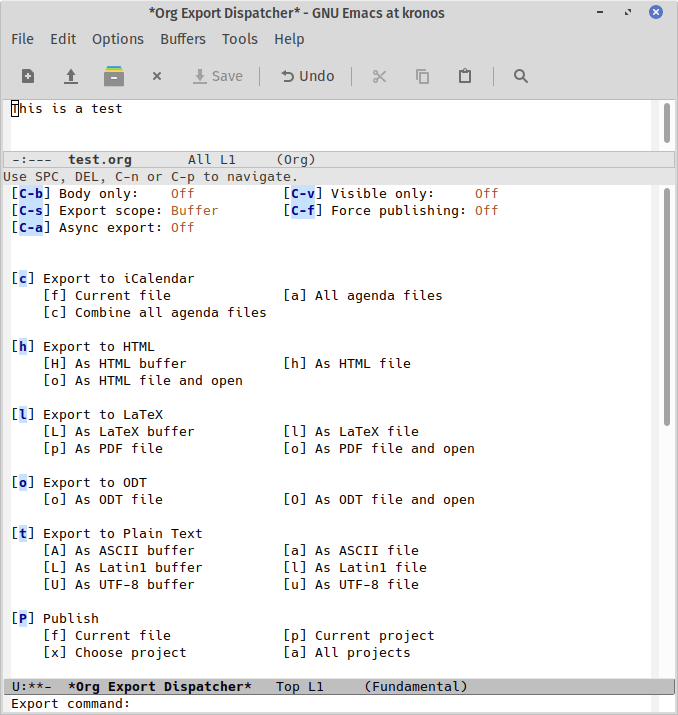 *Org Export Dispatcher* - GNU Emacs at kronos
File Edit Options Buffers Tools Help
Save Undo
This is a test
-:--- test.org All L1 (Org)
Use SPC, DEL, C-n or C-p to navigate.
[C-b] Body only: Off [C-v] Visible only: Off
[C-s] Export scope: Buffer [C-f] Force publishing: Off
[C-a] Async export: Off
[c] Export to iCalendar
[f] Current file [a] All agenda files
[c] Combine all agenda files
[h] Export to HTML
[H] As HTML buffer [h] As HTML file
[o] As HTML file and open
[l] Export to LaTeX
[L] As LaTeX buffer [l] As LaTeX file
[p] As PDF file [o] As PDF file and open
[o] Export to ODT
[o] As ODT file [O] As ODT file and open
[t] Export to Plain Text
[A] As ASCII buffer [a] As ASCII file
[L] As Latin1 buffer [l] As Latin1 file
[U] As UTF-8 buffer [u] As UTF-8 file
[P] Publish
[f] Current file [p] Current project
[x] Choose project [a] All projects
U:**- *Org Export Dispatcher* Top L1 (Fundamental)
Export command: